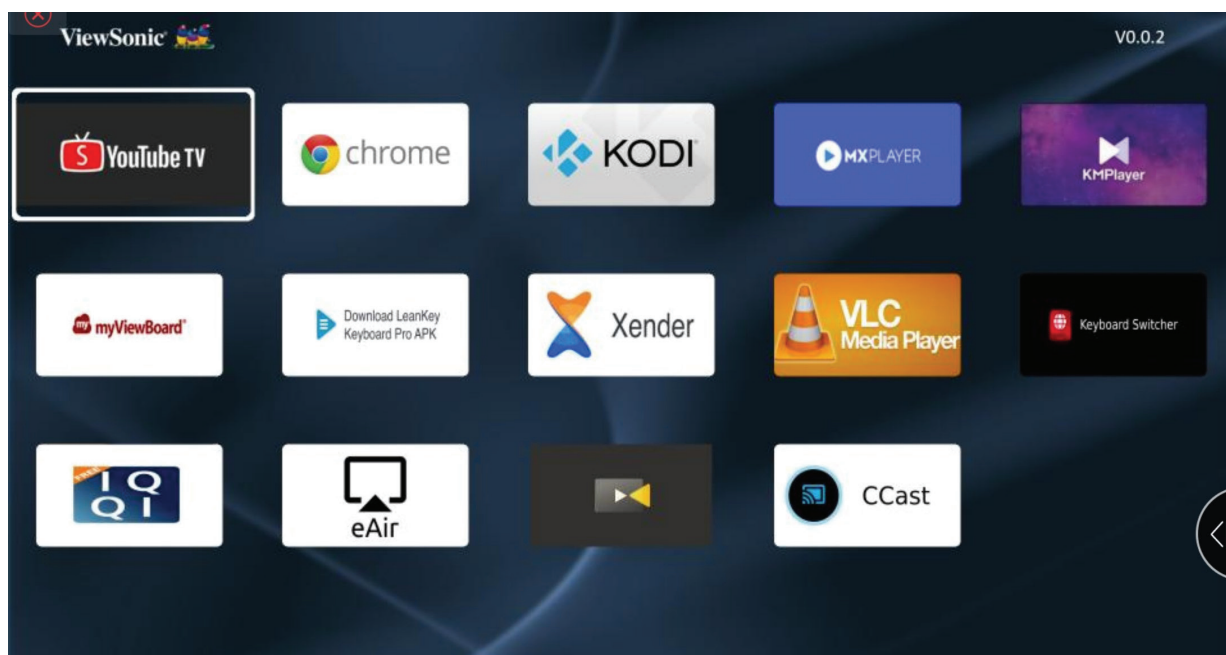 ViewSonic
V0.0.2
S YouTube TV
chrome
KODI
MXPLAYER
KMPlayer
my myViewBoard®
Download LeanKey
Keyboard Pro APK
Xender
VLC
Media Player
Keyboard Switcher
FREE
I Q
Q I
eAir
CCast